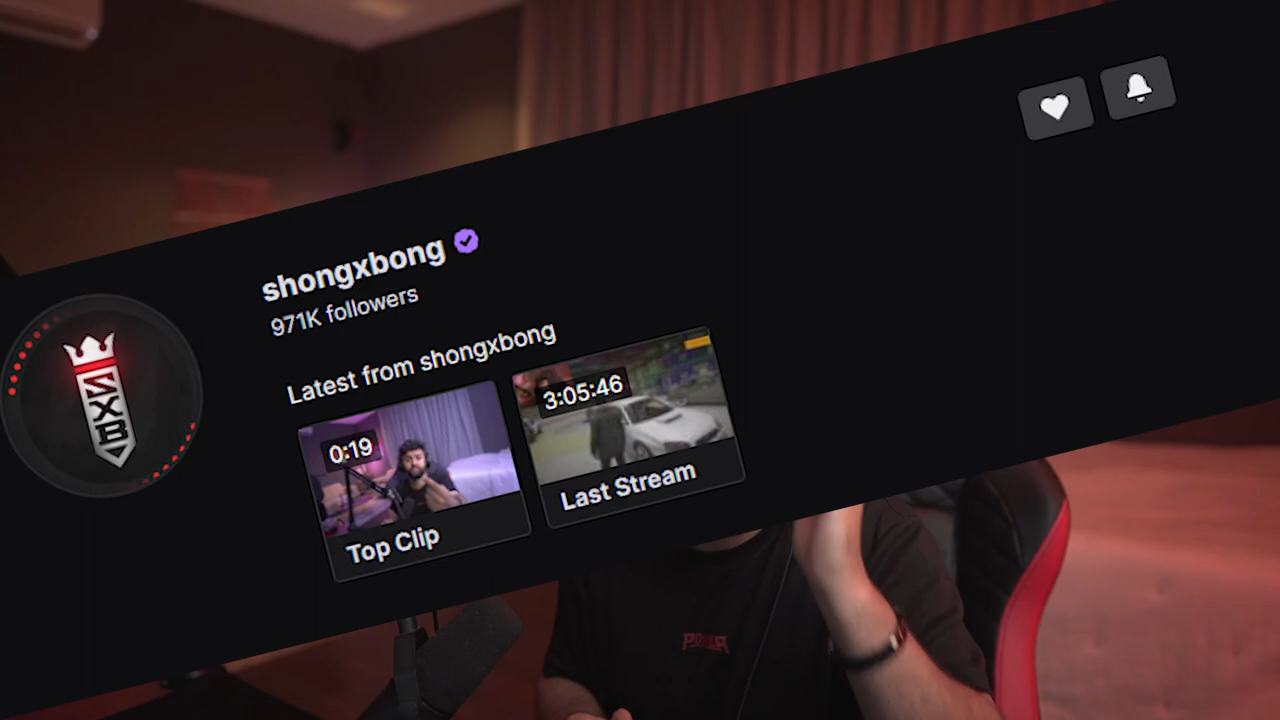 shongxbong
971K followers
Latest from shongxbong
0:19
3:05:46
Top Clip
Last Stream
SXB
POWER